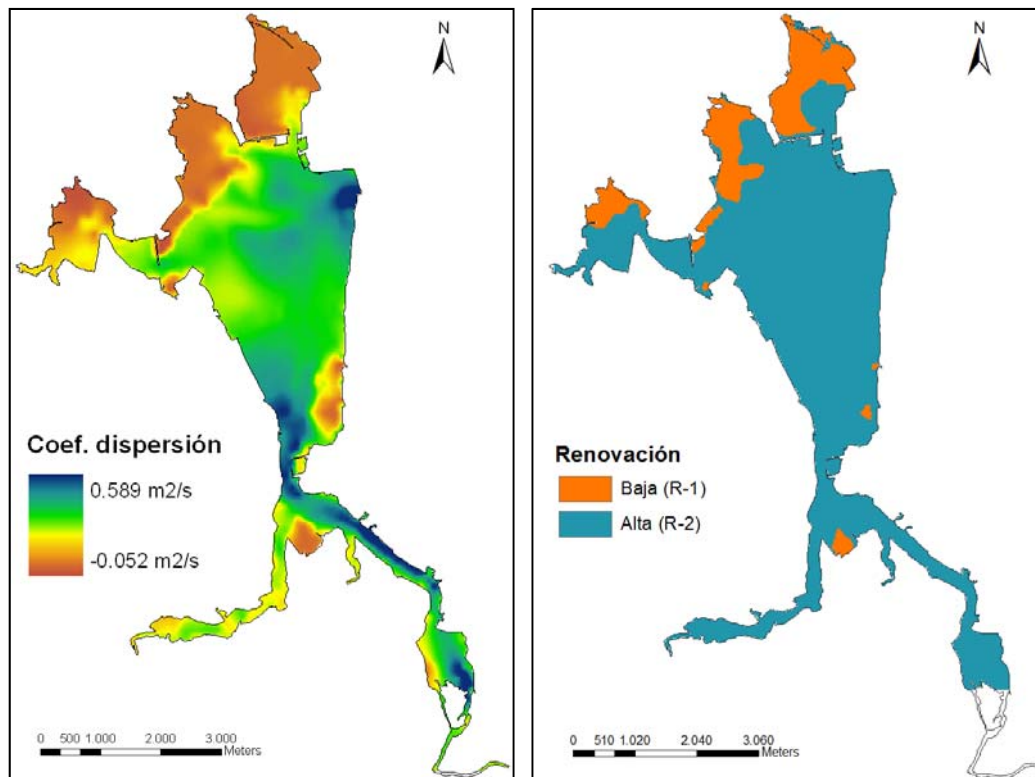 N
Coef. dispersión
0.589 m2/s
-0.052 m2/s
0 500 1.000 2.000 3.000
Meters
N
Renovación
Baja (R-1)
Alta (R-2)
0 510 1.020 2.040 3.060
Meters